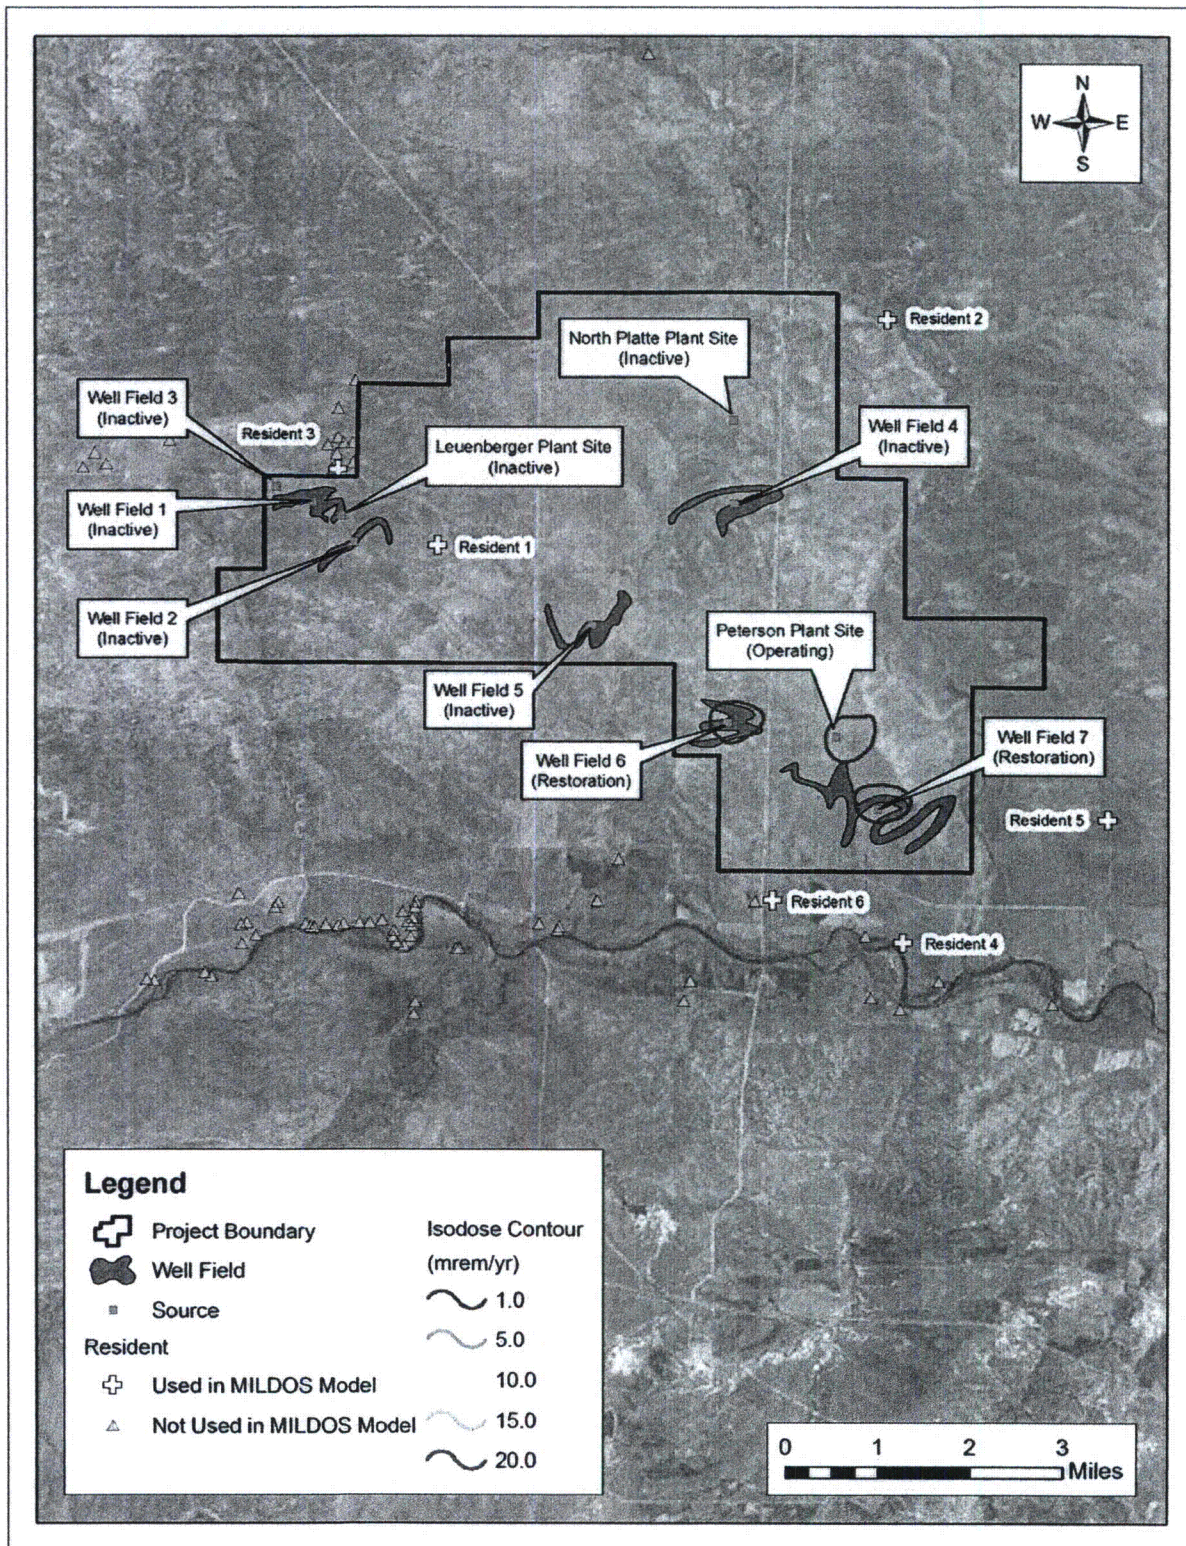 N
W E
S
Resident 2
North Platte Plant Site
(Inactive)
Well Field 3
(Inactive)
Resident 3
Leuenberger Plant Site
(Inactive)
Well Field 4
(Inactive)
Well Field 1
(Inactive)
Resident 1
Well Field 2
(Inactive)
Peterson Plant Site
(Operating)
Well Field 5
(Inactive)
Well Field 6
(Restoration)
Well Field 7
(Restoration)
Resident 5
Resident 6
Resident 4
Legend
Project Boundary
Well Field
Source
Resident
Used in MILDOS Model
Not Used in MILDOS Model
Isodose Contour
(mrem/yr)
1.0
5.0
10.0
15.0
20.0
0 1 2 3
Miles